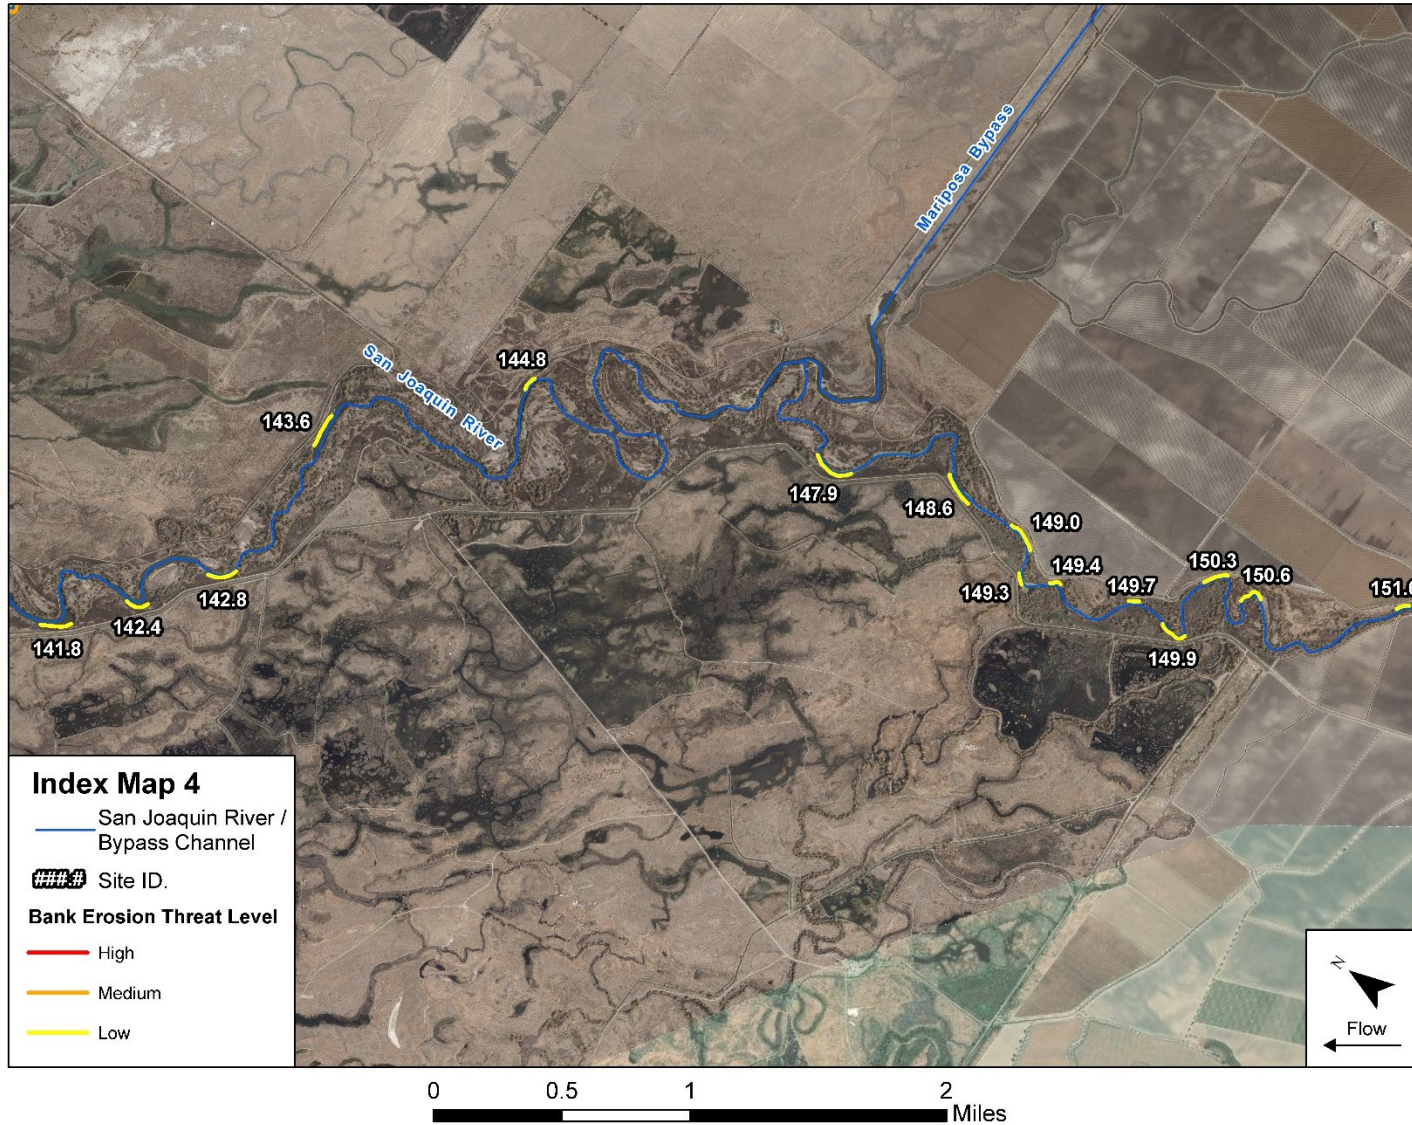 Mariposa Bypass
San Joaquin River
144.8
143.6
147.9
148.6
149.0
149.3
149.4
149.7
150.3
150.6
149.9
142.8
142.4
141.8
Index Map 4
San Joaquin River /
Bypass Channel
###.#
Site ID.
Bank Erosion Threat Level
High
Medium
Low
N
Flow
0
0.5
1
2
Miles